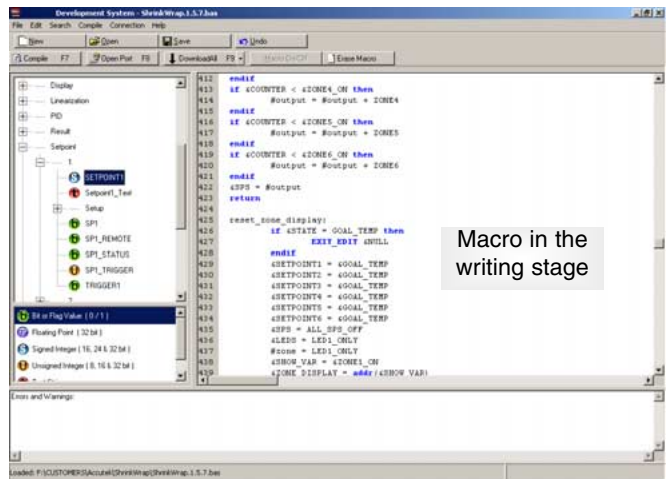 Development System - ShrinkWrap.1.5.7.bas
File Edit Search Compile Connection Help
New Open Save Undo
Compile F7 Open Port F8 Download F9 Macro On/Off Erase Macro
Display
Linearization
PID
Result
Setpoint
1
SETPOINT1
Setpoint1_Text
Setup
SP1
SP1_REMOTE
SP1_STATUS
SP1_TRIGGER
TRIGGER1
2
Bit or Flag Value ( 0 / 1 )
Floating Point ( 32 bit )
Signed Integer ( 16, 24 & 32 bit )
Unsigned Integer ( 8, 16 & 32 bit )
412 endif
413 if &COUNTER < &ZONE4_ON then
414 #output = #output + ZONE4
415 endif
416 if &COUNTER < &ZONE5_ON then
417 #output = #output + ZONE5
418 endif
419 if &COUNTER < &ZONE6_ON then
420 #output = #output + ZONE6
421 endif
422 &SPS = #output
423 return
424
425 reset_zone_display:
426 if &STATE = GOAL_TEMP then
427 EXIT_EDIT &NULL
428 endif
429 &SETPOINT1 = &GOAL_TEMP
430 &SETPOINT2 = &GOAL_TEMP
431 &SETPOINT3 = &GOAL_TEMP
432 &SETPOINT4 = &GOAL_TEMP
433 &SETPOINT5 = &GOAL_TEMP
434 &SETPOINT6 = &GOAL_TEMP
435 &SPS = ALL_SPS_OFF
436 &LEDS = LED1_ONLY
437 #zone = LED1_ONLY
438 &SHOW_VAR = &ZONE1_ON
439 &ZONE_DISPLAY = addr(&SHOW_VAR)
Macro in the
writing stage
Errors and Warnings:
Loaded: F:\CUSTOMERS\Accutek\ShrinkWrap\ShrinkWrap.1.5.7.bas